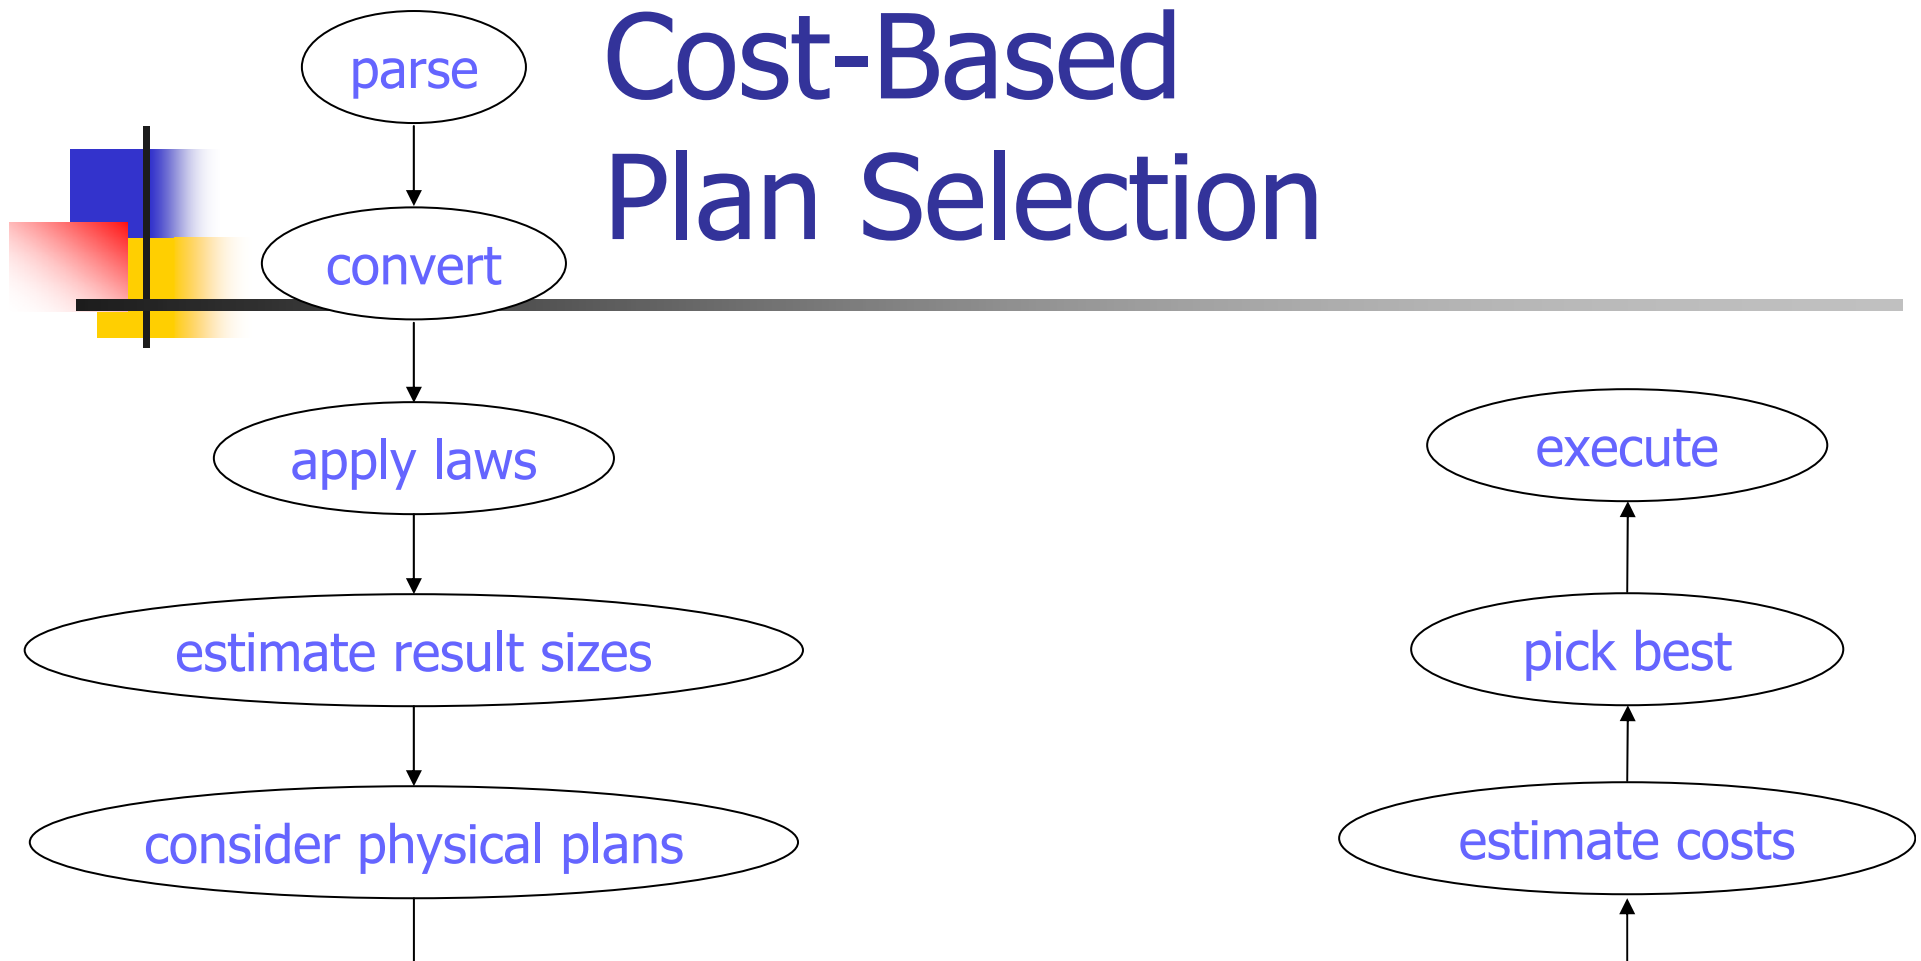 Cost-Based
Plan Selection
parse
convert
apply laws
estimate result sizes
consider physical plans
estimate costs
pick best
execute